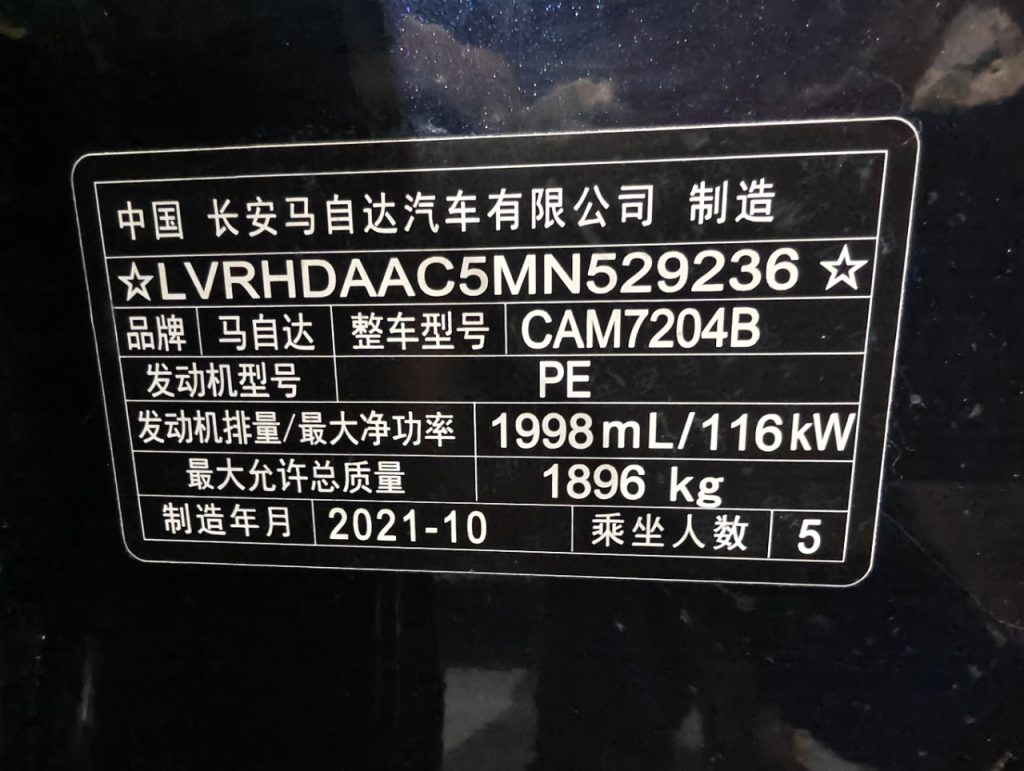 中国 长安马自达汽车有限公司 制造
☆LVRHDAAC5MN529236☆
品牌 马自达 整车型号 CAM7204B
发动机型号 PE
发动机排量/最大净功率 1998mL/116kW
最大允许总质量 1896 kg
制造年月 2021-10 乘坐人数 5